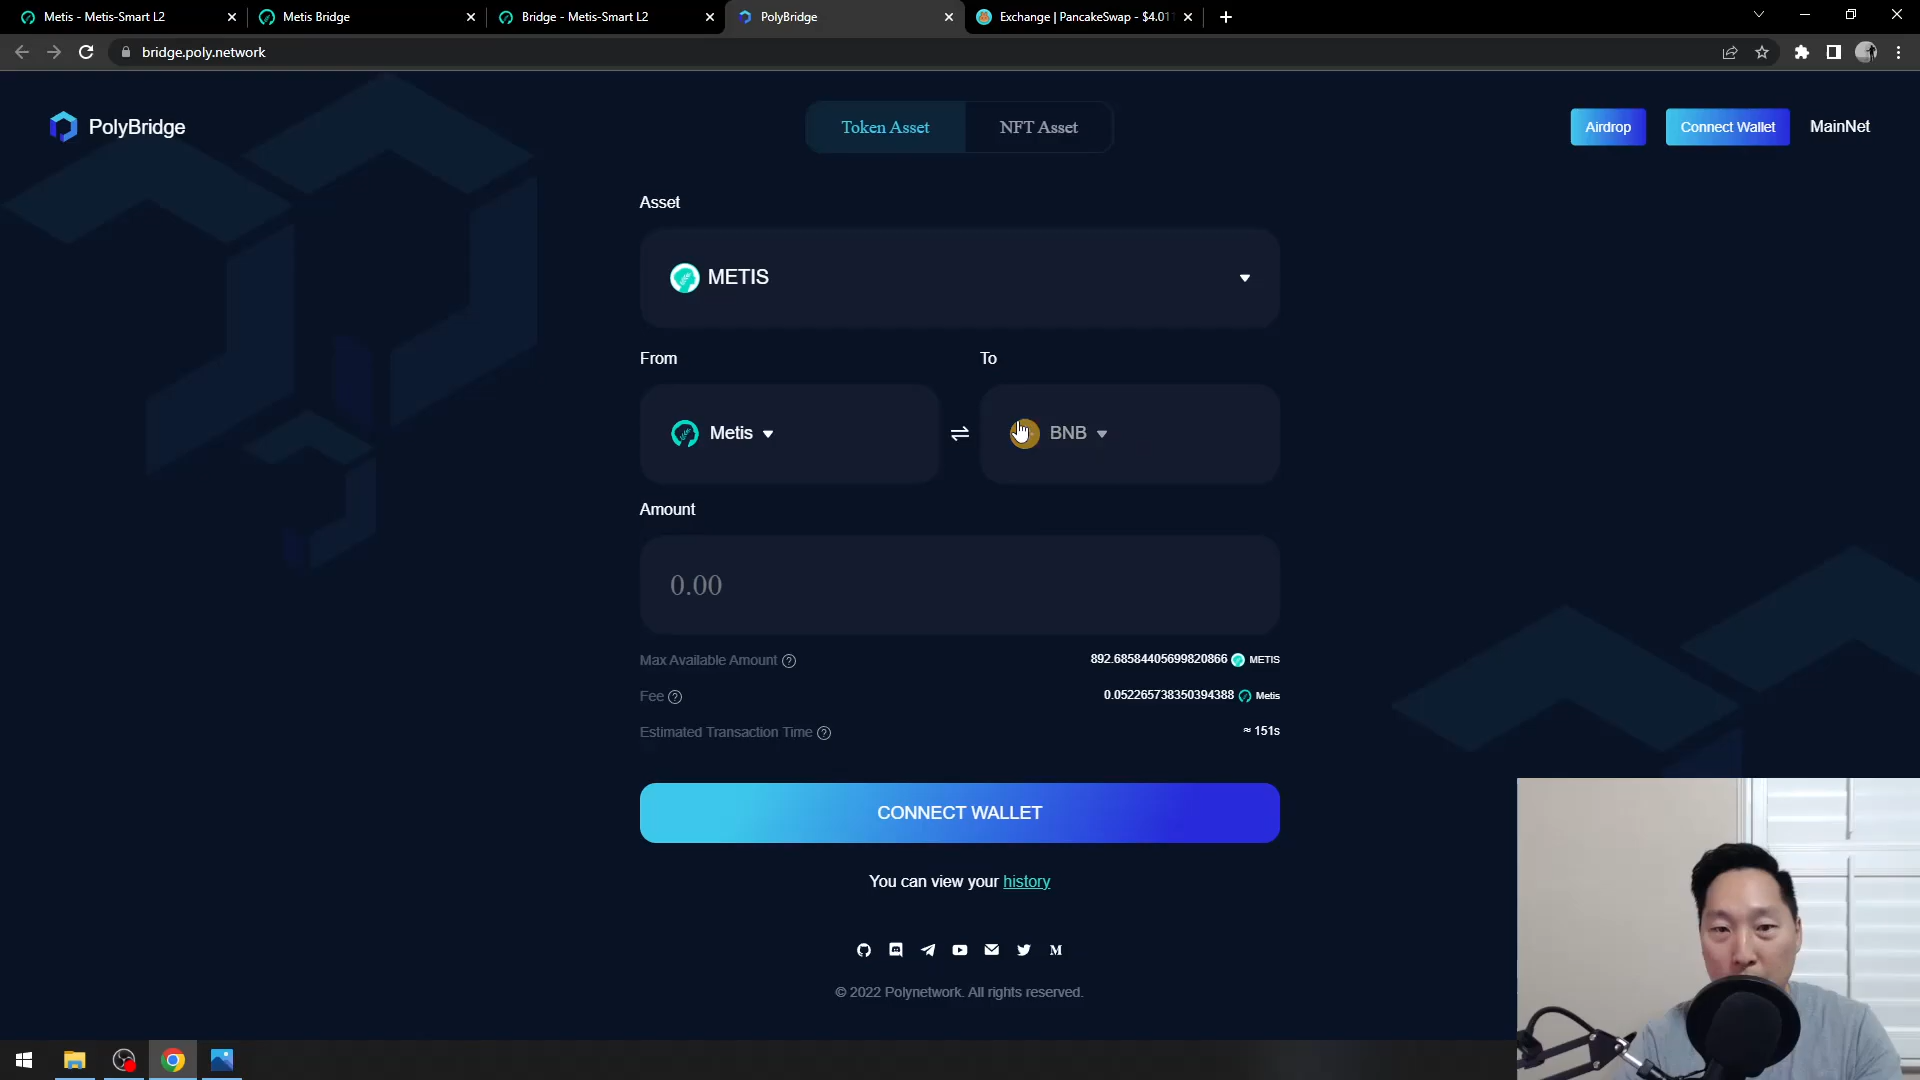 Metis - Metis-Smart L2
Metis Bridge
Bridge - Metis-Smart L2
PolyBridge
Exchange | PancakeSwap - $4.011
bridge.poly.network
PolyBridge
Token Asset
NFT Asset
Airdrop
Connect Wallet
MainNet
Asset
METIS
From
To
Metis
BNB
Amount
0.00
Max Available Amount ?
892.68584405699820866 METIS
Fee ?
0.052265738350394388 Metis
Estimated Transaction Time ?
≈ 151s
CONNECT WALLET
You can view your history
© 2022 Polynetwork. All rights reserved.